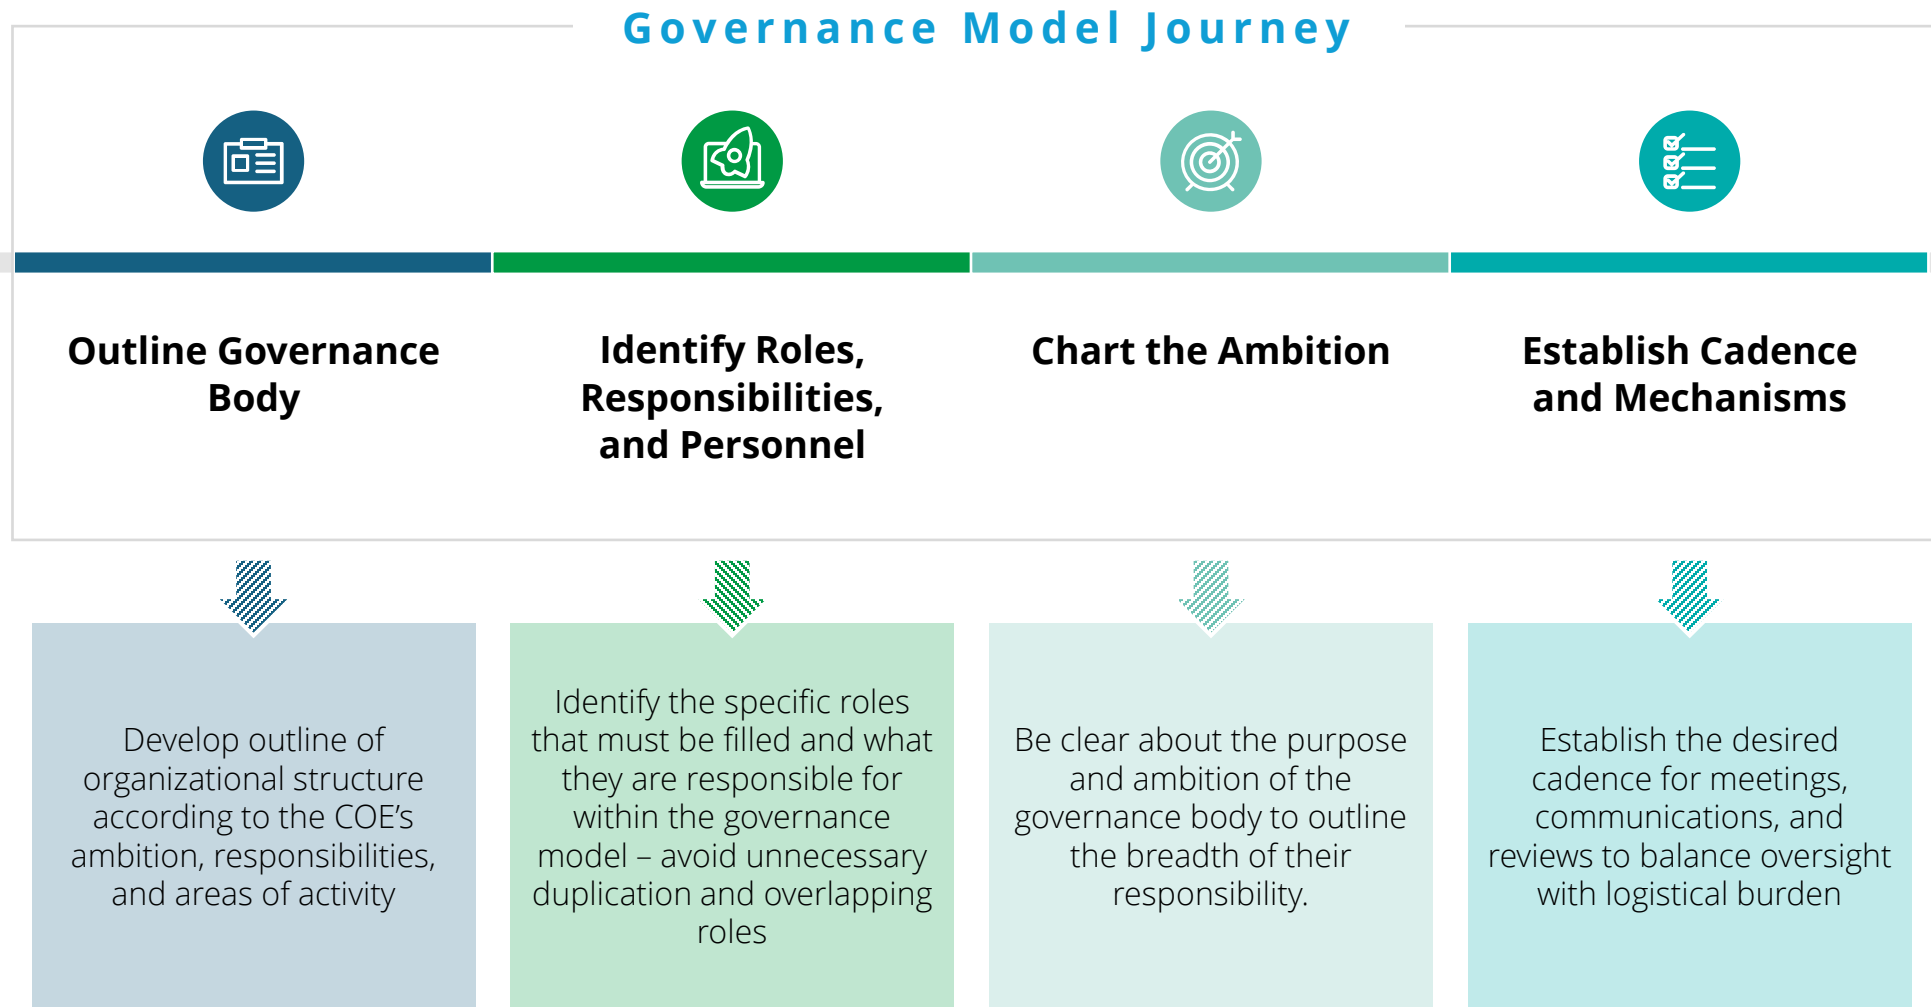 Governance Model Journey
Outline Governance
Body
Identify Roles,
Responsibilities,
and Personnel
Chart the Ambition
Establish Cadence
and Mechanisms
Develop outline of
organizational structure
according to the COE’s
ambition, responsibilities,
and areas of activity
Identify the specific roles
that must be filled and what
they are responsible for
within the governance
model – avoid unnecessary
duplication and overlapping
roles
Be clear about the purpose
and ambition of the
governance body to outline
the breadth of their
responsibility.
Establish the desired
cadence for meetings,
communications, and
reviews to balance oversight
with logistical burden